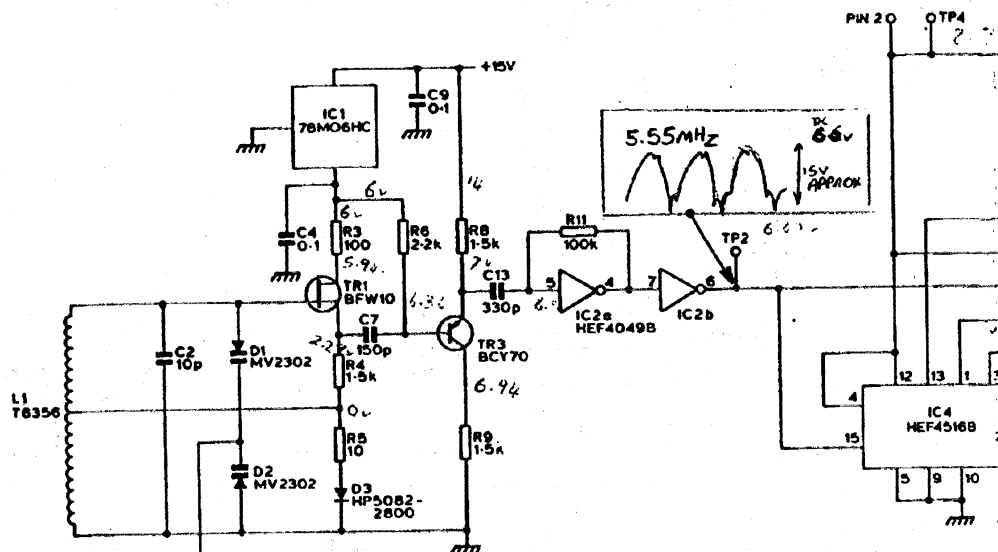 PIN 2
TP4
+15V
IC1
78M06HC
C9
0·1
5.55MHz
DC
6.6v
15V
APPROX
14
6v
6v
C4
0·1
R3
100
R6
2·2k
R8
1·5k
R11
100k
TP2
5.9v
7v
C13
330p
5
4
7
6
TR1
BFW10
IC2a
HEF4049B
IC2b
C7
150p
TR3
BCY70
C2
10p
D1
MV2302
R4
1·5k
6.94
12
13
1
3
4
IC4
HEF4516B
15
L1
T8356
0v
R5
10
R9
1·5k
D2
MV2302
D3
HP5082-
2800
5
9
10